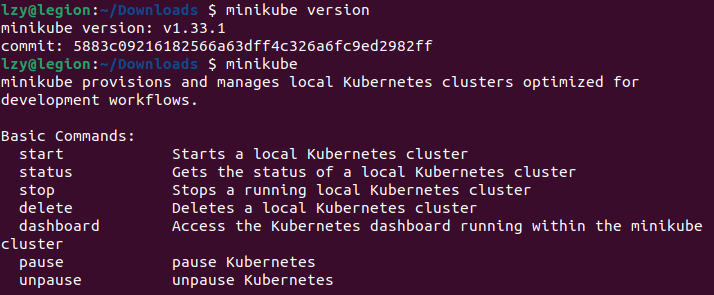 lzy@legion:~/Downloads $ minikube version
minikube version: v1.33.1
commit: 5883c09216182566a63dff4c326a6fc9ed2982ff
lzy@legion:~/Downloads $ minikube
minikube provisions and manages local Kubernetes clusters optimized for
development workflows.

Basic Commands:
  start            Starts a local Kubernetes cluster
  status           Gets the status of a local Kubernetes cluster
  stop             Stops a running local Kubernetes cluster
  delete           Deletes a local Kubernetes cluster
  dashboard        Access the Kubernetes dashboard running within the minikube
cluster
  pause            pause Kubernetes
  unpause          unpause Kubernetes